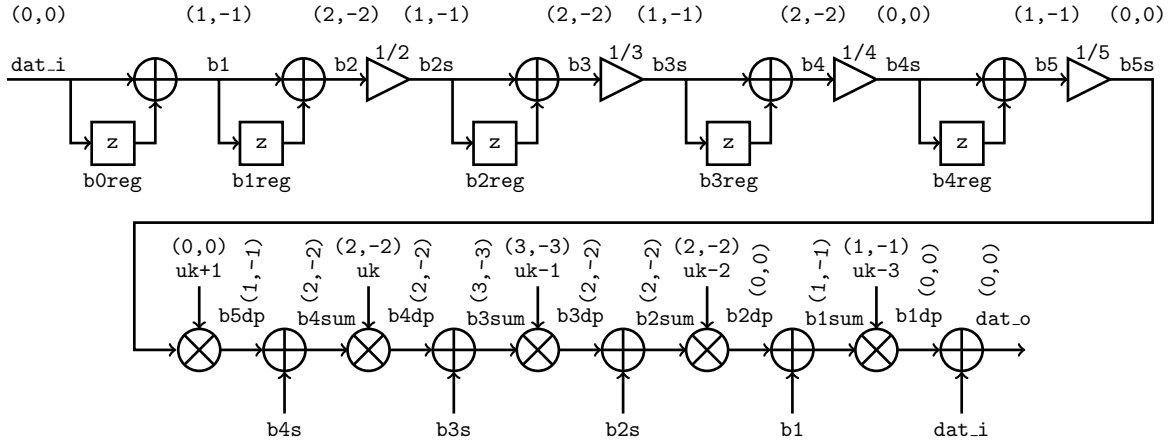 (0,0) (1,-1) (2,-2) (1,-1) (2,-2) (1,-1) (2,-2) (0,0) (1,-1) (0,0)
dat_i b1 b2 1/2 b2s b3 1/3 b3s b4 1/4 b4s b5 1/5 b5s
z z z z z
b0reg b1reg b2reg b3reg b4reg
(0,0) (1,-1) (2,-2) (2,-2) (2,-2) (3,-3) (3,-3) (2,-2) (2,-2) (2,-2) (0,0) (1,-1) (1,-1) (0,0) (0,0)
uk+1 uk uk-1 uk-2 uk-3
b5dp b4sum b4dp b3sum b3dp b2sum b2dp b1sum b1dp dat_o
b4s b3s b2s b1 dat_i